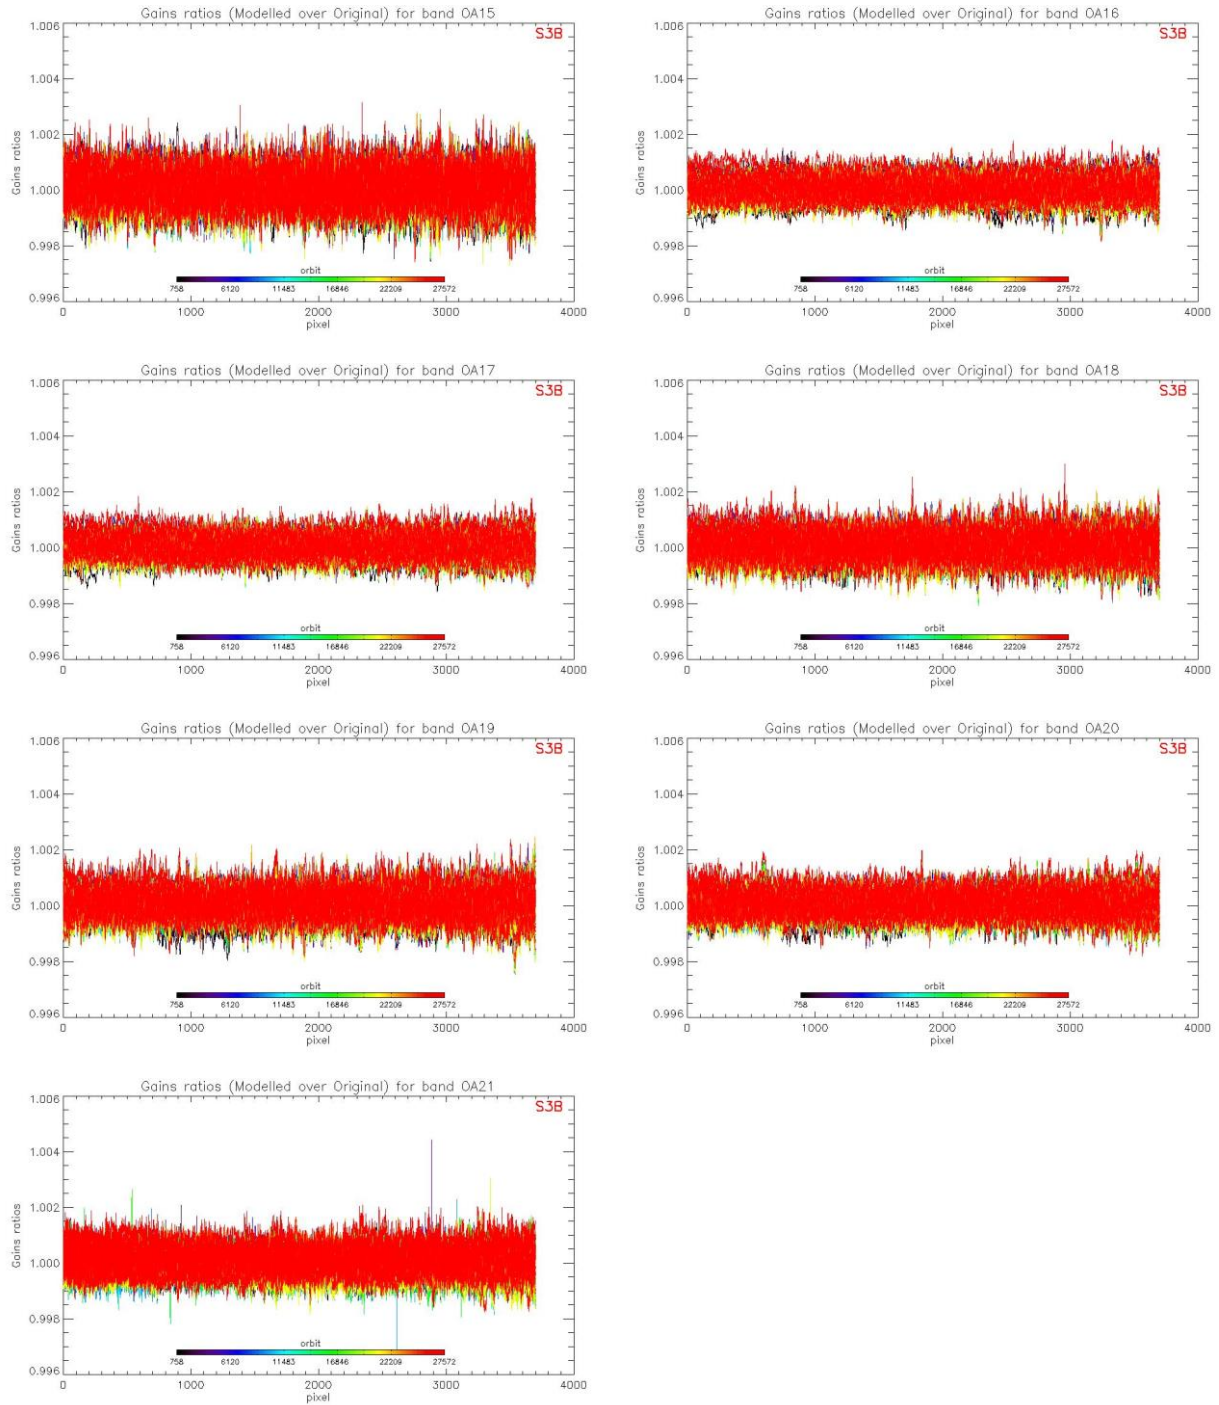 Gains ratios (Modelled over Original) for band OA15
S3B
1.006
1.004
1.002
1.000
0.998
0.996
Gains ratios
orbit
758 6120 11483 16846 22209 27572
0 1000 2000 3000 4000
pixel
Gains ratios (Modelled over Original) for band OA16
S3B
1.006
1.004
1.002
1.000
0.998
0.996
Gains ratios
orbit
758 6120 11483 16846 22209 27572
0 1000 2000 3000 4000
pixel
Gains ratios (Modelled over Original) for band OA17
S3B
1.006
1.004
1.002
1.000
0.998
0.996
Gains ratios
orbit
758 6120 11483 16846 22209 27572
0 1000 2000 3000 4000
pixel
Gains ratios (Modelled over Original) for band OA18
S3B
1.006
1.004
1.002
1.000
0.998
0.996
Gains ratios
orbit
758 6120 11483 16846 22209 27572
0 1000 2000 3000 4000
pixel
Gains ratios (Modelled over Original) for band OA19
S3B
1.006
1.004
1.002
1.000
0.998
0.996
Gains ratios
orbit
758 6120 11483 16846 22209 27572
0 1000 2000 3000 4000
pixel
Gains ratios (Modelled over Original) for band OA20
S3B
1.006
1.004
1.002
1.000
0.998
0.996
Gains ratios
orbit
758 6120 11483 16846 22209 27572
0 1000 2000 3000 4000
pixel
Gains ratios (Modelled over Original) for band OA21
S3B
1.006
1.004
1.002
1.000
0.998
0.996
Gains ratios
orbit
758 6120 11483 16846 22209 27572
0 1000 2000 3000 4000
pixel